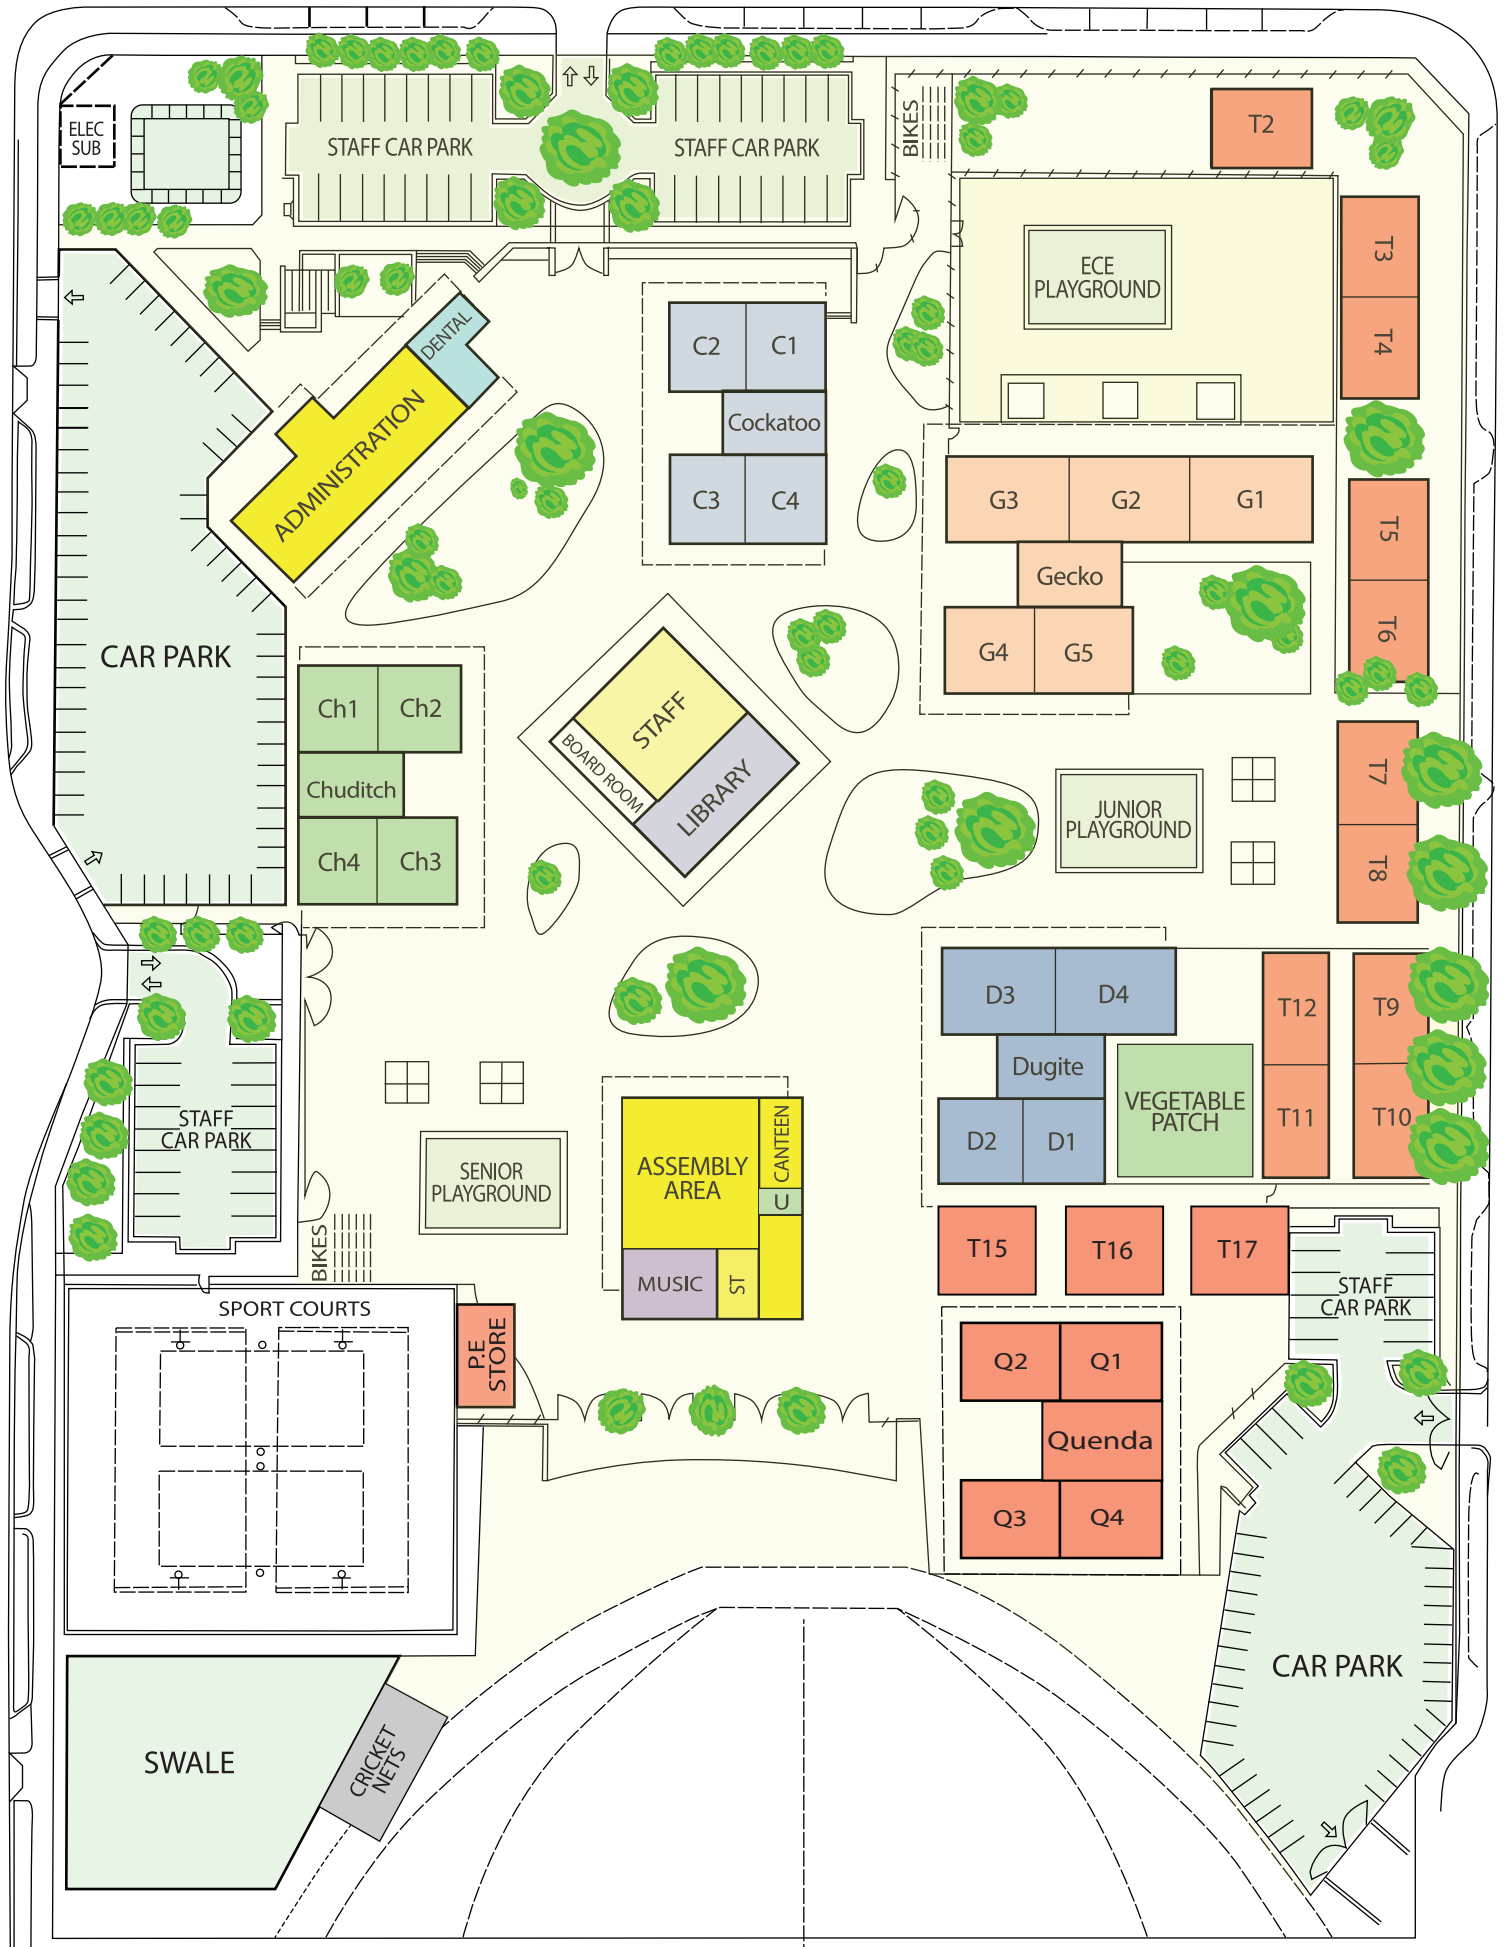 ELEC
SUB
STAFF CAR PARK
STAFF CAR PARK
BIKES
T2
T3
T4
ECE
PLAYGROUND
DENTAL
ADMINISTRATION
C2
C1
Cockatoo
C3
C4
G3
G2
G1
Gecko
G4
G5
T5
T6
CAR PARK
Ch1
Ch2
Chuditch
Ch4
Ch3
STAFF
BOARD ROOM
LIBRARY
JUNIOR
PLAYGROUND
T7
T8
D3
D4
Dugite
D2
D1
VEGETABLE
PATCH
T12
T11
T9
T10
STAFF
CAR PARK
SENIOR
PLAYGROUND
BIKES
ASSEMBLY
AREA
CANTEEN
U
MUSIC
ST
T15
T16
T17
STAFF
CAR PARK
SPORT COURTS
P.E
STORE
Q2
Q1
Quenda
Q3
Q4
CAR PARK
SWALE
CRICKET
NETS